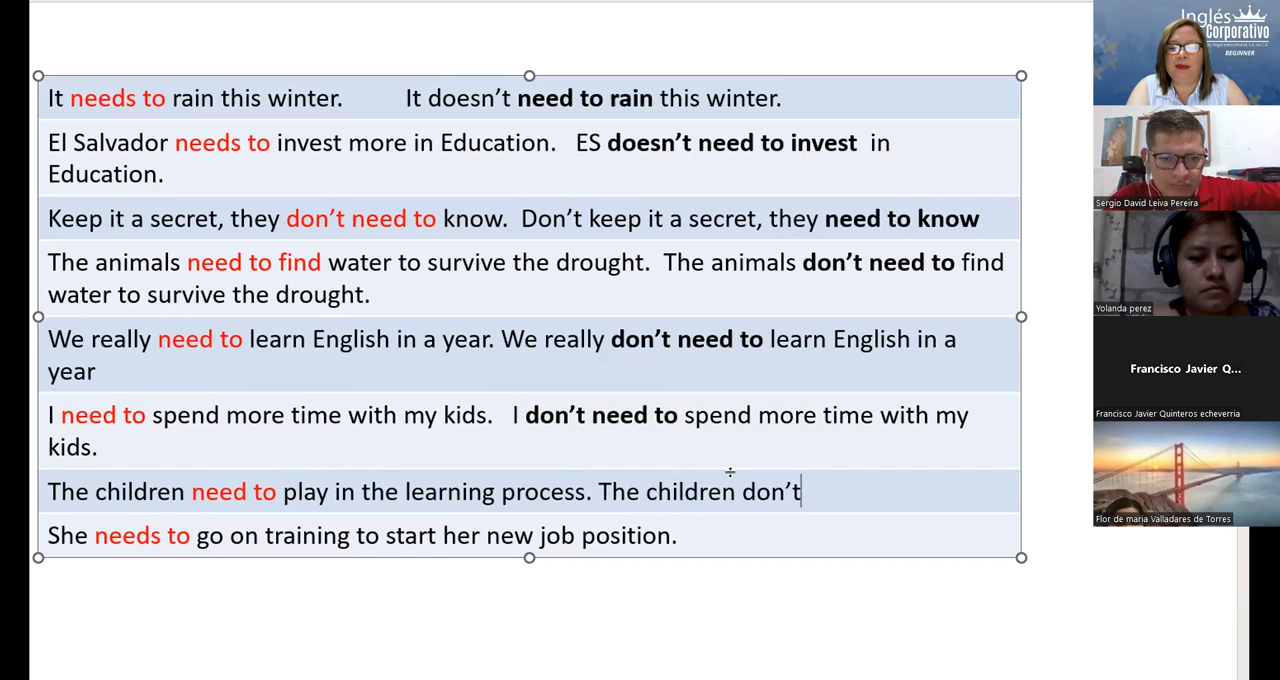 It needs to rain this winter. It doesn’t need to rain this winter.
El Salvador needs to invest more in Education. ES doesn’t need to invest in
Education.
Keep it a secret, they don’t need to know. Don’t keep it a secret, they need to know
The animals need to find water to survive the drought. The animals don’t need to find
water to survive the drought.
We really need to learn English in a year. We really don’t need to learn English in a
year
I need to spend more time with my kids. I don’t need to spend more time with my
kids.
The children need to play in the learning process. The children don’t
She needs to go on training to start her new job position.
Inglés
Corporativo
BEGINNER
Sergio David Leiva Pereira
Yolanda perez
Francisco Javier Q...
Francisco Javier Quinteros echeverria
Flor de maria Valladares de Torres